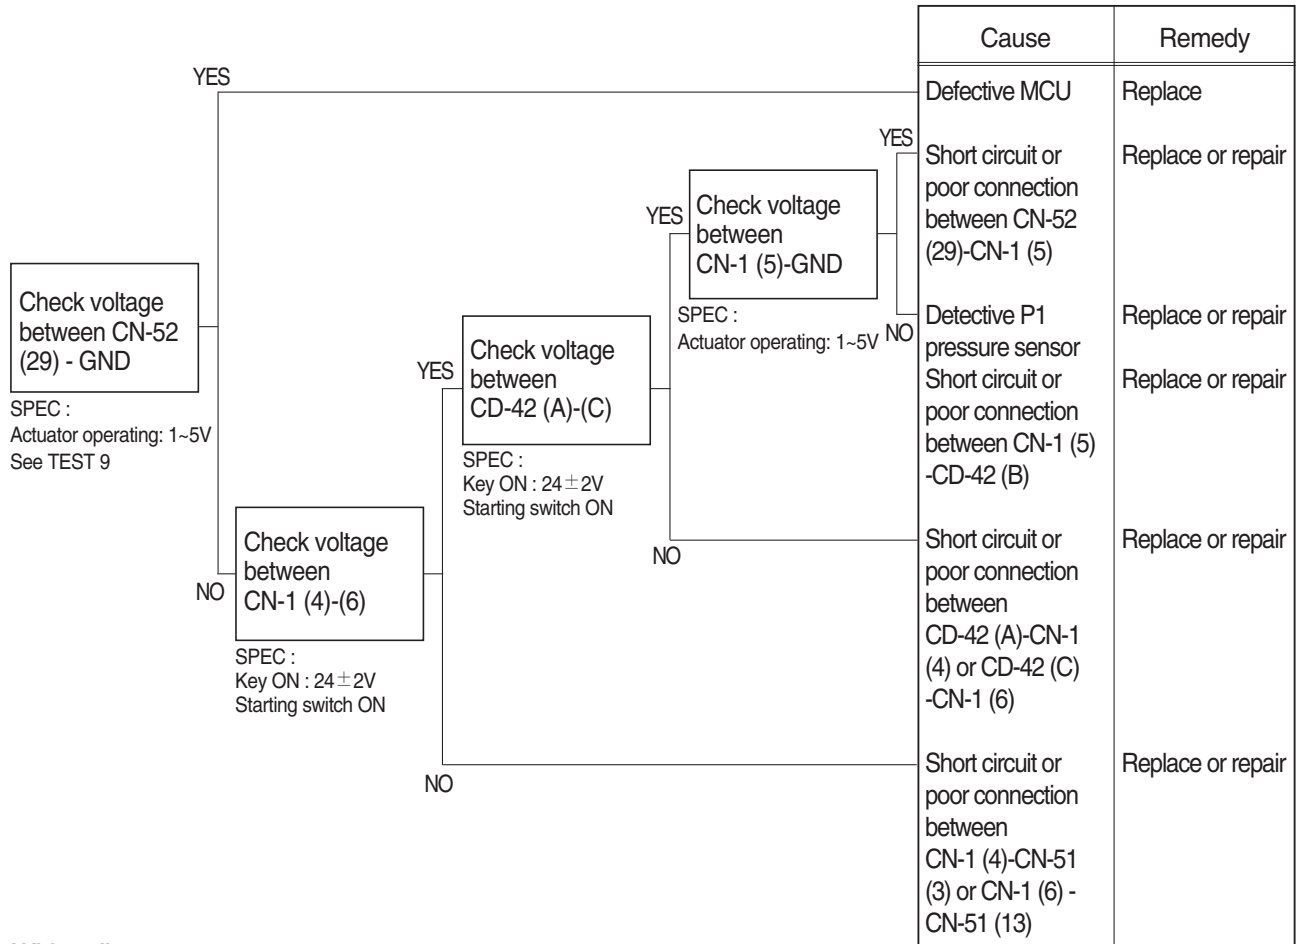 Cause
Remedy
YES
Defective MCU
Replace
YES
Short circuit or
poor connection
between CN-52
(29)-CN-1 (5)
Replace or repair
YES
Check voltage
between
CN-1 (5)-GND
SPEC :
Actuator operating: 1~5V
NO
Detective P1
pressure sensor
Replace or repair
Short circuit or
poor connection
between CN-1 (5)
-CD-42 (B)
Replace or repair
Check voltage
between CN-52
(29) - GND
SPEC :
Actuator operating: 1~5V
See TEST 9
YES
Check voltage
between
CD-42 (A)-(C)
SPEC :
Key ON : 24±2V
Starting switch ON
NO
Short circuit or
poor connection
between
CD-42 (A)-CN-1
(4) or CD-42 (C)
-CN-1 (6)
Replace or repair
NO
Check voltage
between
CN-1 (4)-(6)
SPEC :
Key ON : 24±2V
Starting switch ON
NO
Short circuit or
poor connection
between
CN-1 (4)-CN-51
(3) or CN-1 (6) -
CN-51 (13)
Replace or repair